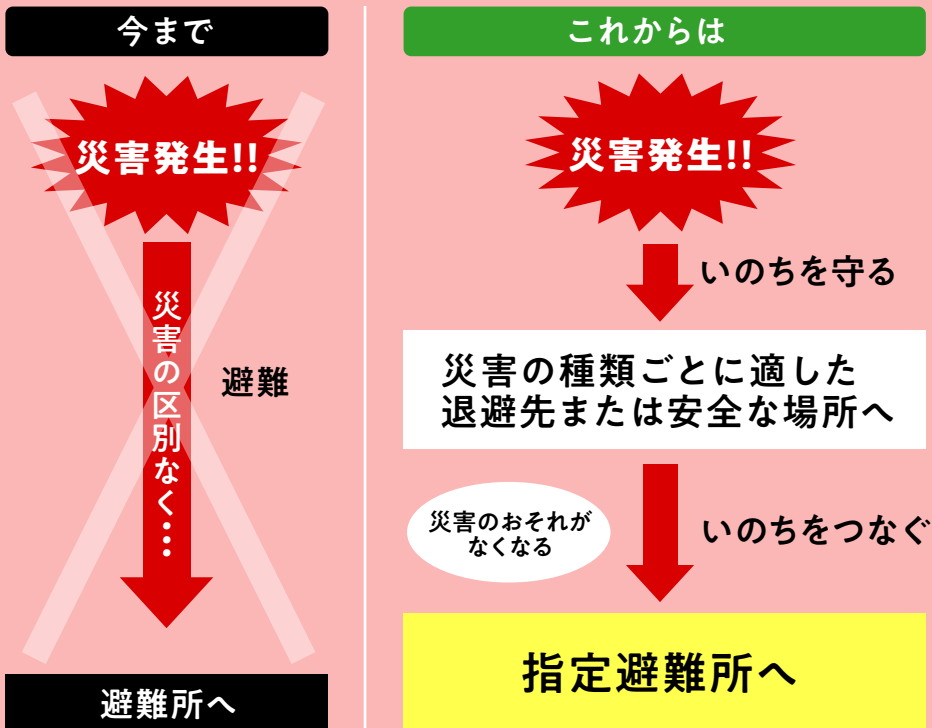 今まで
災害発生!!
災害の区別なく…
避難
避難所へ
これからは
災害発生!!
いのちを守る
災害の種類ごとに適した
退避先または安全な場所へ
災害のおそれが
なくなる
いのちをつなぐ
指定避難所へ